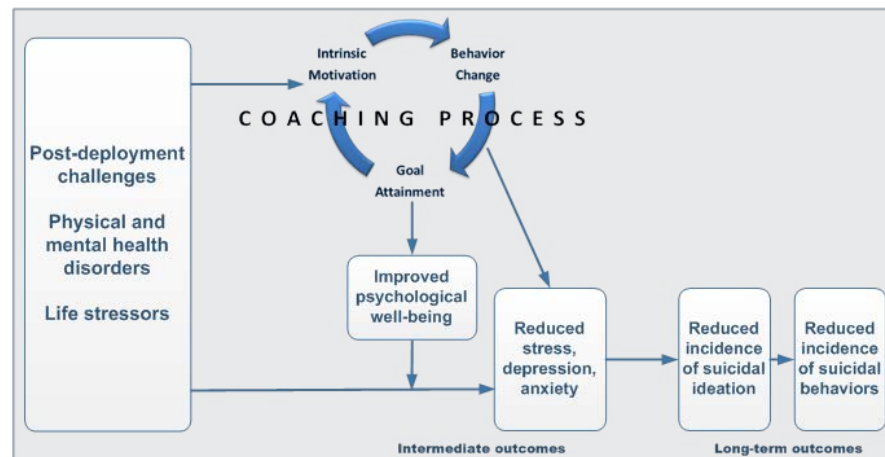 Intrinsic
Motivation
Behavior
Change
COACHING PROCESS
Goal
Attainment
Post-deployment
challenges
Physical and
mental health
disorders
Life stressors
Improved
psychological
well-being
Reduced
stress,
depression,
anxiety
Reduced
incidence
of suicidal
ideation
Reduced
incidence
of suicidal
behaviors
Intermediate outcomes
Long-term outcomes